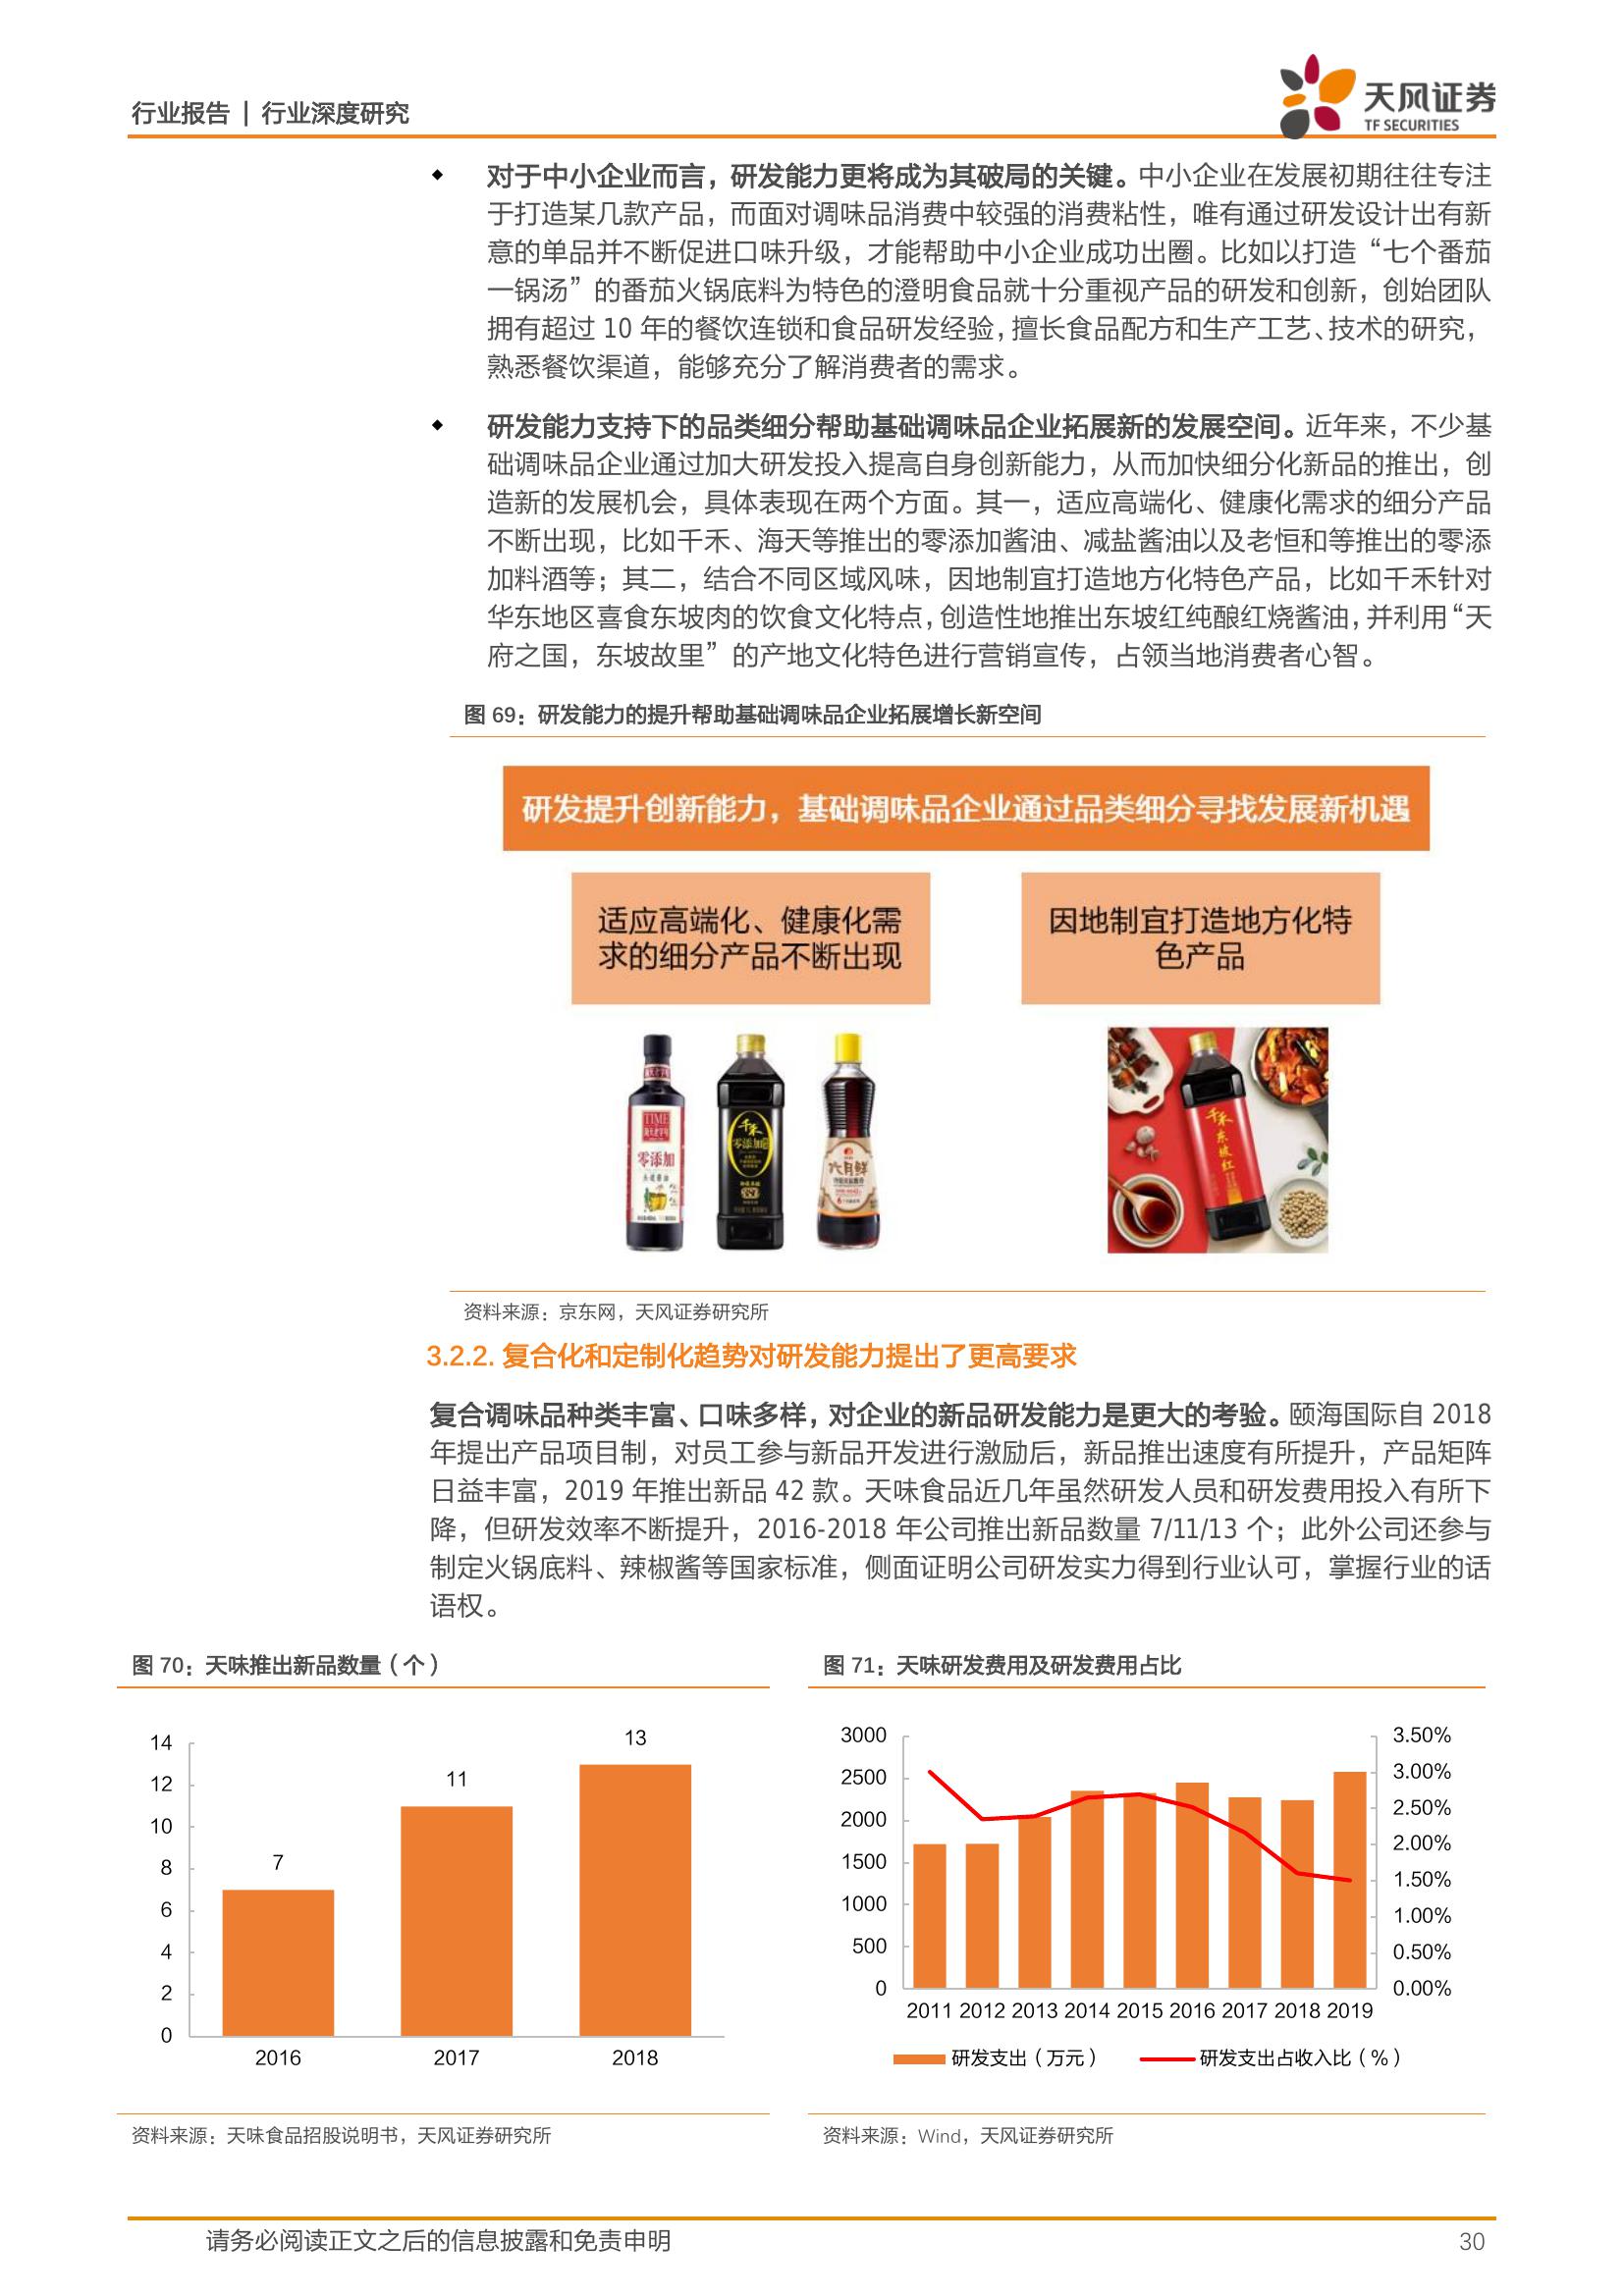 行业报告 | 行业深度研究
天风证券
TF SECURITIES
◆ 对于中小企业而言，研发能力更将成为其破局的关键。中小企业在发展初期往往专注
于打造某几款产品，而面对调味品消费中较强的消费粘性，唯有通过研发设计出有新
意的单品并不断促进口味升级，才能帮助中小企业成功出圈。比如以打造“七个番茄
一锅汤”的番茄火锅底料为特色的澄明食品就十分重视产品的研发和创新，创始团队
拥有超过 10 年的餐饮连锁和食品研发经验，擅长食品配方和生产工艺、技术的研究，
熟悉餐饮渠道，能够充分了解消费者的需求。
◆ 研发能力支持下的品类细分帮助基础调味品企业拓展新的发展空间。近年来，不少基
础调味品企业通过加大研发投入提高自身创新能力，从而加快细分化新品的推出，创
造新的发展机会，具体表现在两个方面。其一，适应高端化、健康化需求的细分产品
不断出现，比如千禾、海天等推出的零添加酱油、减盐酱油以及老恒和等推出的零添
加料酒等；其二，结合不同区域风味，因地制宜打造地方化特色产品，比如千禾针对
华东地区喜食东坡肉的饮食文化特点，创造性地推出东坡红纯酿红烧酱油，并利用“天
府之国，东坡故里”的产地文化特色进行营销宣传，占领当地消费者心智。
图 69：研发能力的提升帮助基础调味品企业拓展增长新空间
研发提升创新能力，基础调味品企业通过品类细分寻找发展新机遇
适应高端化、健康化需
求的细分产品不断出现
因地制宜打造地方化特
色产品
TIME
零添加
千禾
零添加
六月鲜
千禾
东坡红
资料来源：京东网，天风证券研究所
3.2.2. 复合化和定制化趋势对研发能力提出了更高要求
复合调味品种类丰富、口味多样，对企业的新品研发能力是更大的考验。颐海国际自 2018
年提出产品项目制，对员工参与新品开发进行激励后，新品推出速度有所提升，产品矩阵
日益丰富，2019 年推出新品 42 款。天味食品近几年虽然研发人员和研发费用投入有所下
降，但研发效率不断提升，2016-2018 年公司推出新品数量 7/11/13 个；此外公司还参与
制定火锅底料、辣椒酱等国家标准，侧面证明公司研发实力得到行业认可，掌握行业的话
语权。
图 70：天味推出新品数量（个）
14
12
10
8
6
4
2
0
7
11
13
2016 2017 2018
资料来源：天味食品招股说明书，天风证券研究所
图 71：天味研发费用及研发费用占比
3000
2500
2000
1500
1000
500
0
3.50%
3.00%
2.50%
2.00%
1.50%
1.00%
0.50%
0.00%
2011 2012 2013 2014 2015 2016 2017 2018 2019
研发支出（万元） 研发支出占收入比（%）
资料来源：Wind，天风证券研究所
请务必阅读正文之后的信息披露和免责申明
30